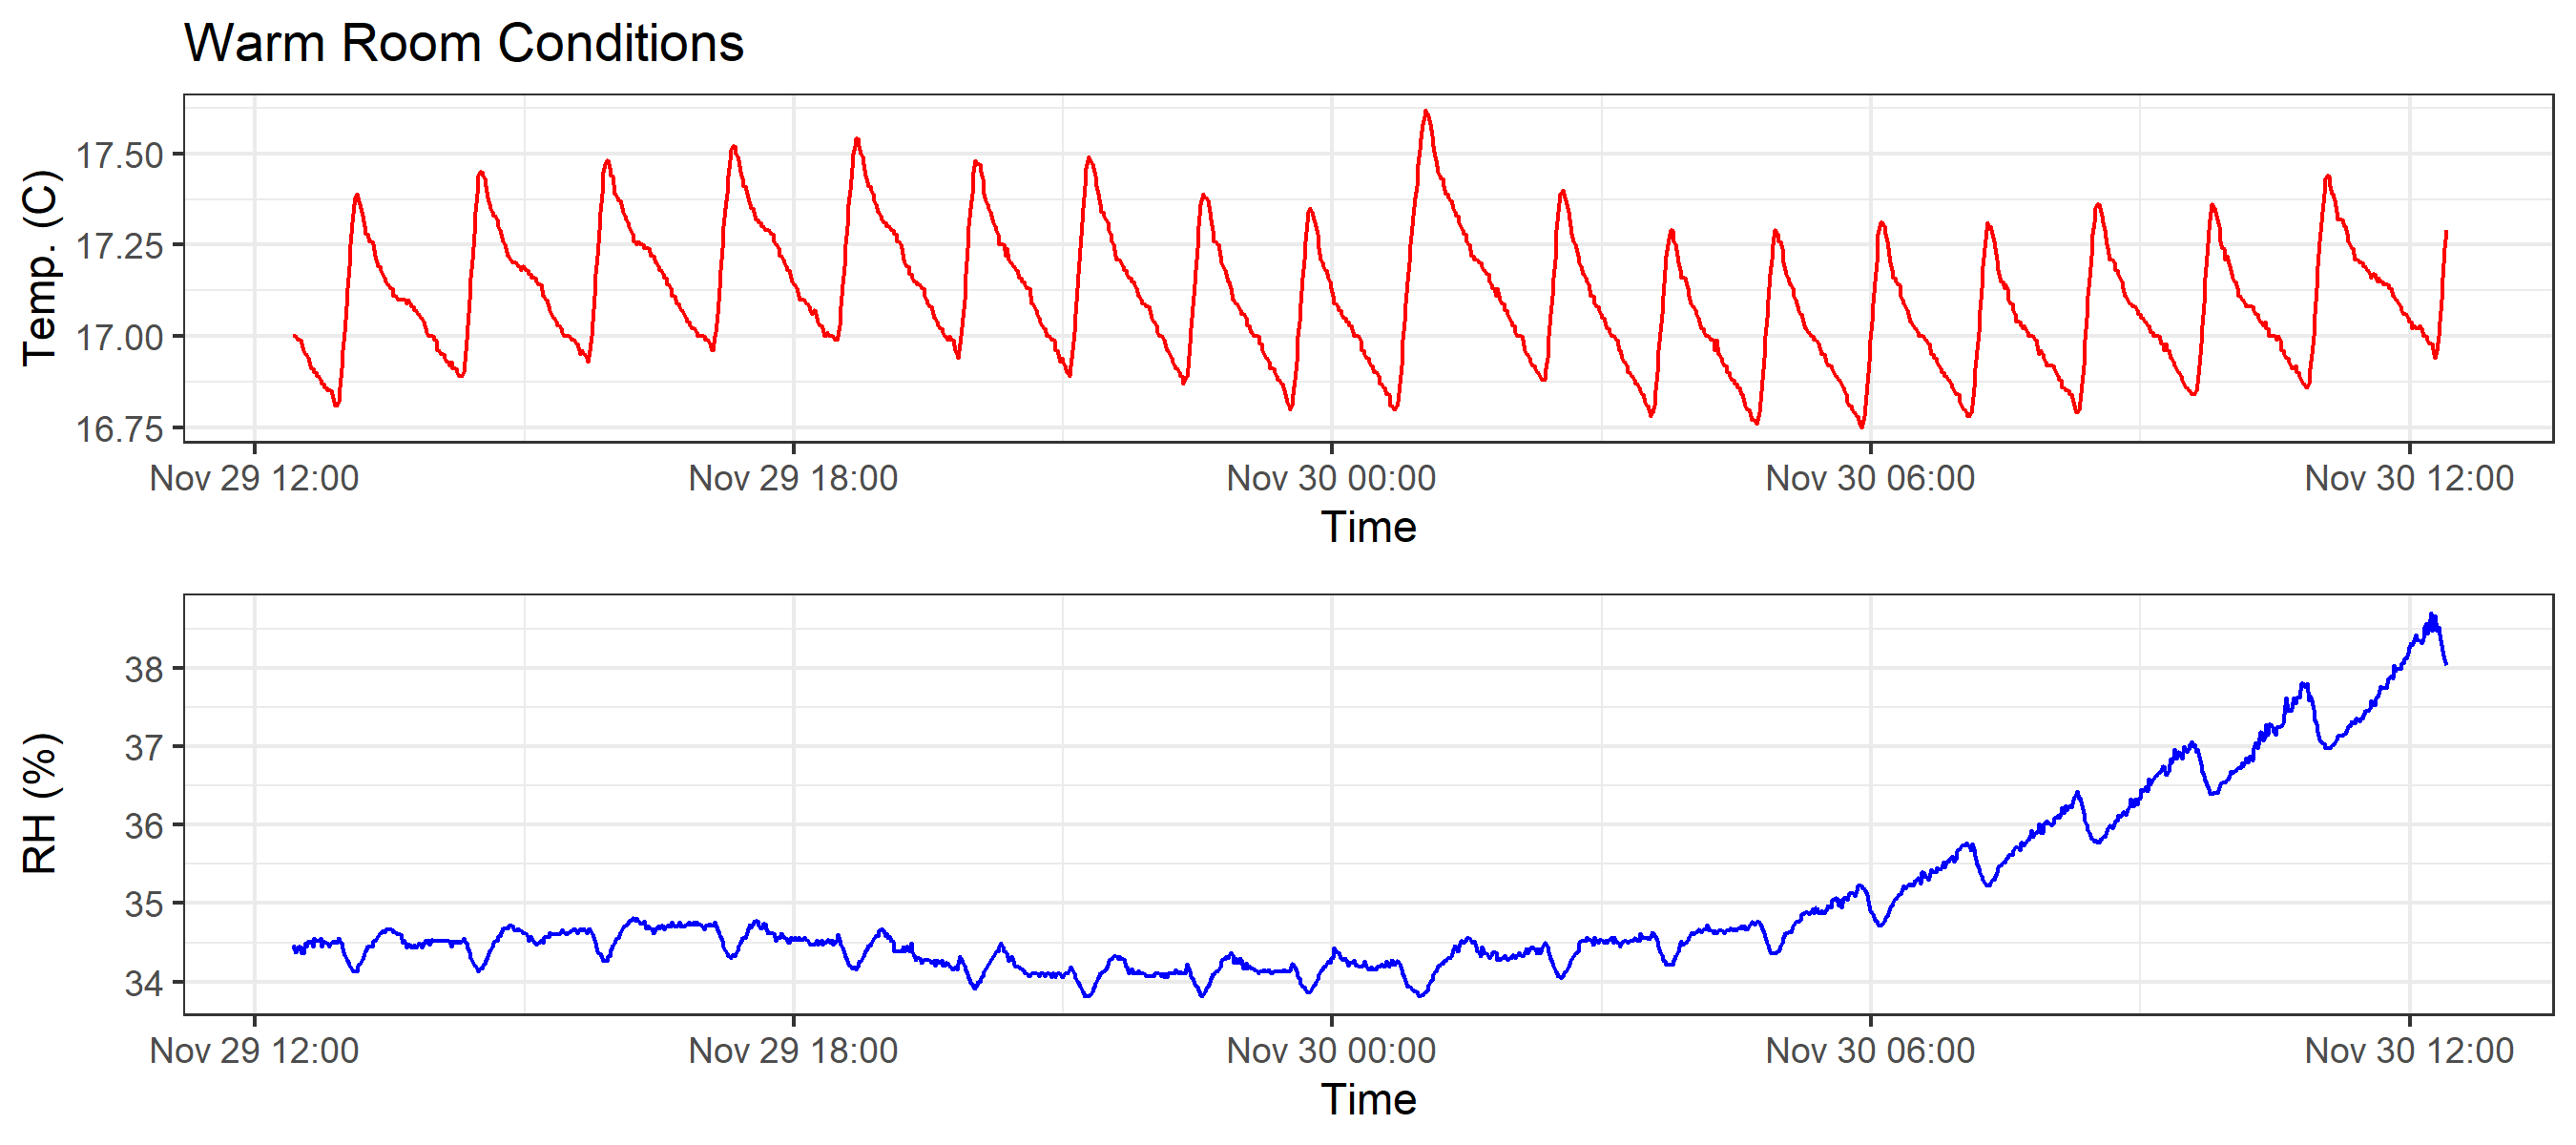 Warm Room Conditions
Temp. (C)
17.50
17.25
17.00
16.75
Nov 29 12:00 Nov 29 18:00 Nov 30 00:00 Nov 30 06:00 Nov 30 12:00
Time
RH (%)
38
37
36
35
34
Nov 29 12:00 Nov 29 18:00 Nov 30 00:00 Nov 30 06:00 Nov 30 12:00
Time